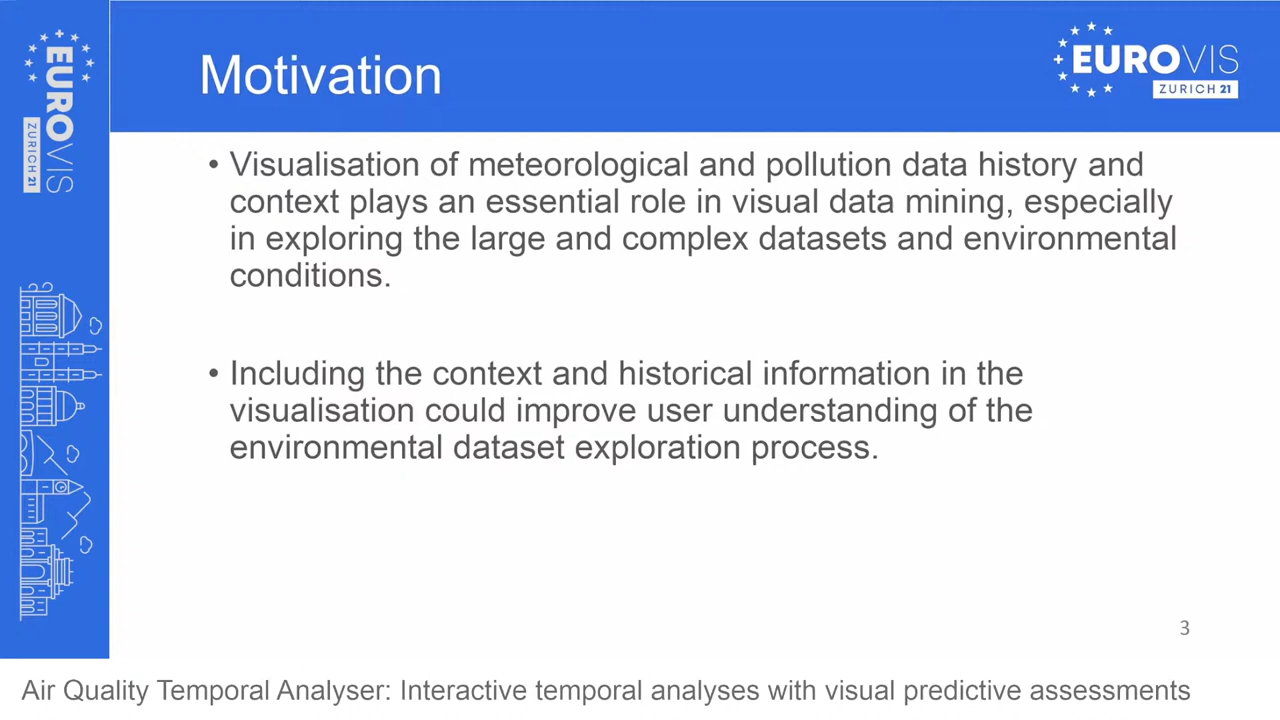 Motivation
EUROVIS
ZURICH 21
EUROVIS
ZURICH 21
• Visualisation of meteorological and pollution data history and
context plays an essential role in visual data mining, especially
in exploring the large and complex datasets and environmental
conditions.
• Including the context and historical information in the
visualisation could improve user understanding of the
environmental dataset exploration process.
3
Air Quality Temporal Analyser: Interactive temporal analyses with visual predictive assessments